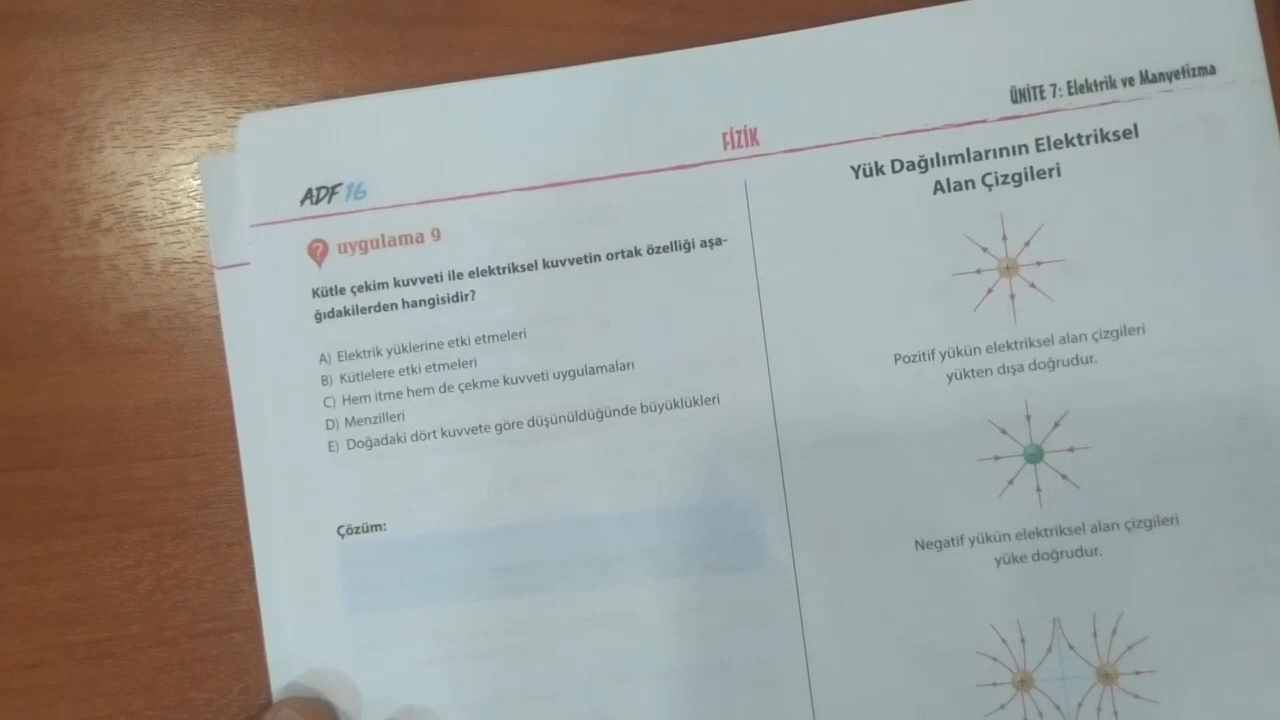 ÜNİTE 7: Elektrik ve Manyetizma
FİZİK
ADF 16
? uygulama 9
Kütle çekim kuvveti ile elektriksel kuvvetin ortak özelliği aşa-
ğıdakilerden hangisidir?
A) Elektrik yüklerine etki etmeleri
B) Kütlelere etki etmeleri
C) Hem itme hem de çekme kuvveti uygulamaları
D) Menzilleri
E) Doğadaki dört kuvvete göre düşünüldüğünde büyüklükleri
Çözüm:
Yük Dağılımlarının Elektriksel
Alan Çizgileri
+
Pozitif yükün elektriksel alan çizgileri
yükten dışa doğrudur.
-
Negatif yükün elektriksel alan çizgileri
yüke doğrudur.
+ +